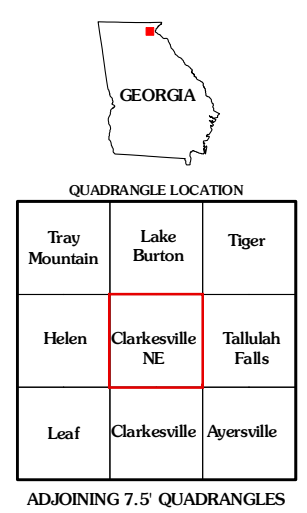 GEORGIA
QUADRANGLE LOCATION
Tray
Mountain
Lake
Burton
Tiger
Helen
Clarkesville
NE
Tallulah
Falls
Leaf
Clarkesville
Ayersville
ADJOINING 7.5' QUADRANGLES